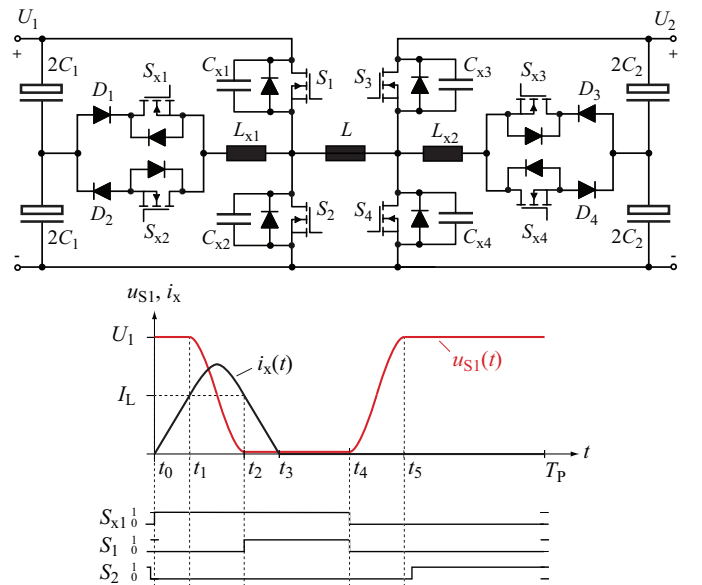 U1 U2
+ +
2C1 D1 Sx1 Cx1 S1 S3 Cx3 Sx3 D3 2C2
Lx1 L Lx2
2C1 D2 Sx2 Cx2 S2 S4 Cx4 Sx4 D4 2C2
- -
uS1, ix
U1
ix(t) uS1(t)
IL
t0 t1 t2 t3 t4 t5 TP t
Sx1 1 0
S1 1 0
S2 1 0